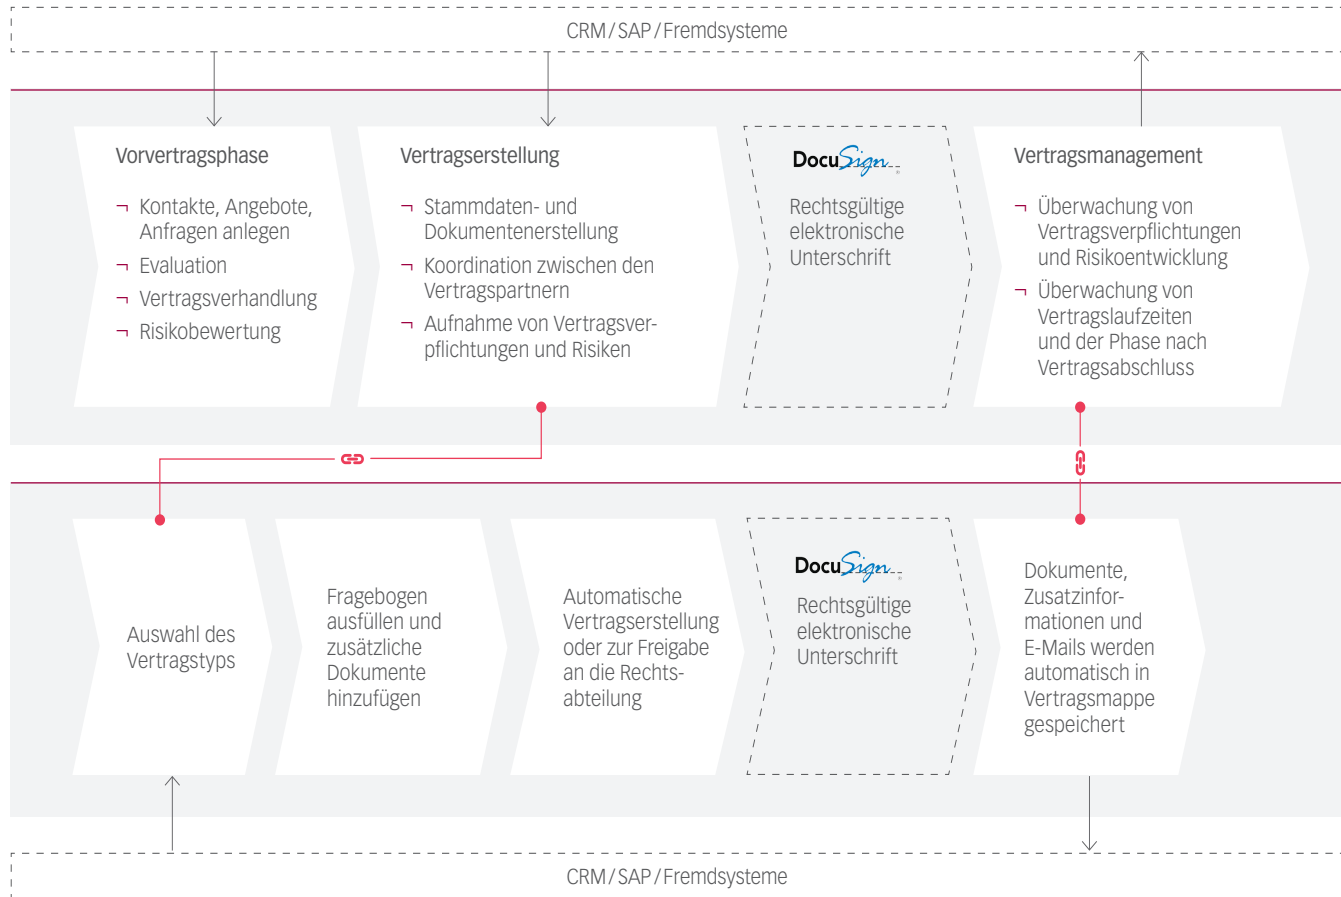 CRM / SAP / Fremdsysteme
Vorvertragsphase
¬ Kontakte, Angebote,
Anfragen anlegen
¬ Evaluation
¬ Vertragsverhandlung
¬ Risikobewertung
Vertragserstellung
¬ Stammdaten- und
Dokumentenerstellung
¬ Koordination zwischen den
Vertragspartnern
¬ Aufnahme von Vertragsver-
pflichtungen und Risiken
DocuSign®
Rechtsgültige
elektronische
Unterschrift
Vertragsmanagement
¬ Überwachung von
Vertragsverpflichtungen
und Risikoentwicklung
¬ Überwachung von
Vertragslaufzeiten
und der Phase nach
Vertragsabschluss
Auswahl des
Vertragstyps
Fragebogen
ausfüllen und
zusätzliche
Dokumente
hinzufügen
Automatische
Vertragserstellung
oder zur Freigabe
an die Rechts-
abteilung
DocuSign®
Rechtsgültige
elektronische
Unterschrift
Dokumente,
Zusatzinfor-
mationen und
E-Mails werden
automatisch in
Vertragsmappe
gespeichert
CRM / SAP / Fremdsysteme